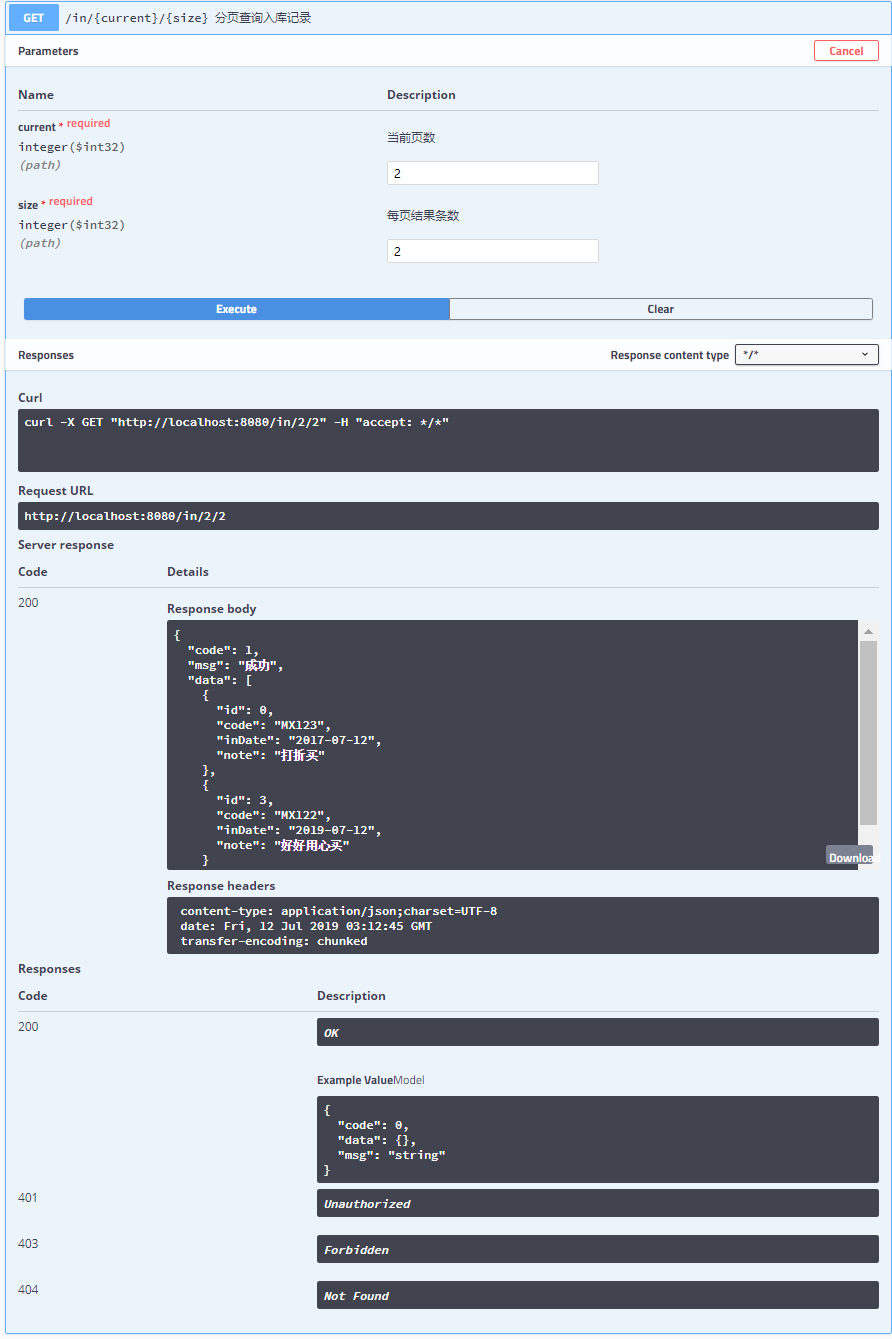 GET /in/{current}/{size} 分页查询入库记录
Parameters
Cancel
Name Description
current * required
integer($int32)
(path)
当前页数
2
size * required
integer($int32)
(path)
每页结果条数
2
Execute Clear
Responses Response content type */*
Curl
curl -X GET "http://localhost:8080/in/2/2" -H "accept: */*"
Request URL
http://localhost:8080/in/2/2
Server response
Code Details
200
Response body
{
  "code": 1,
  "msg": "成功",
  "data": [
    {
      "id": 0,
      "code": "MX123",
      "inDate": "2017-07-12",
      "note": "打折买"
    },
    {
      "id": 3,
      "code": "MX122",
      "inDate": "2019-07-12",
      "note": "好好用心买"
    }
Download
Response headers
content-type: application/json;charset=UTF-8
date: Fri, 12 Jul 2019 03:12:45 GMT
transfer-encoding: chunked
Responses
Code Description
200 OK
Example ValueModel
{
  "code": 0,
  "data": {},
  "msg": "string"
}
401 Unauthorized
403 Forbidden
404 Not Found